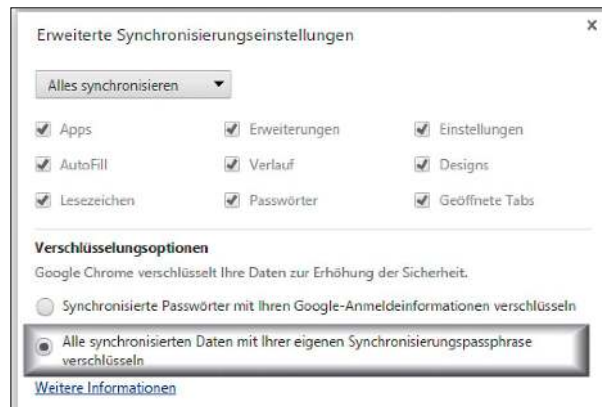 Erweiterte Synchronisierungseinstellungen
Alles synchronisieren
Apps Erweiterungen Einstellungen
AutoFill Verlauf Designs
Lesezeichen Passwörter Geöffnete Tabs
Verschlüsselungsoptionen
Google Chrome verschlüsselt Ihre Daten zur Erhöhung der Sicherheit.
Synchronisierte Passwörter mit Ihren Google-Anmeldeinformationen verschlüsseln
Alle synchronisierten Daten mit Ihrer eigenen Synchronisierungspassphrase
verschlüsseln
Weitere Informationen